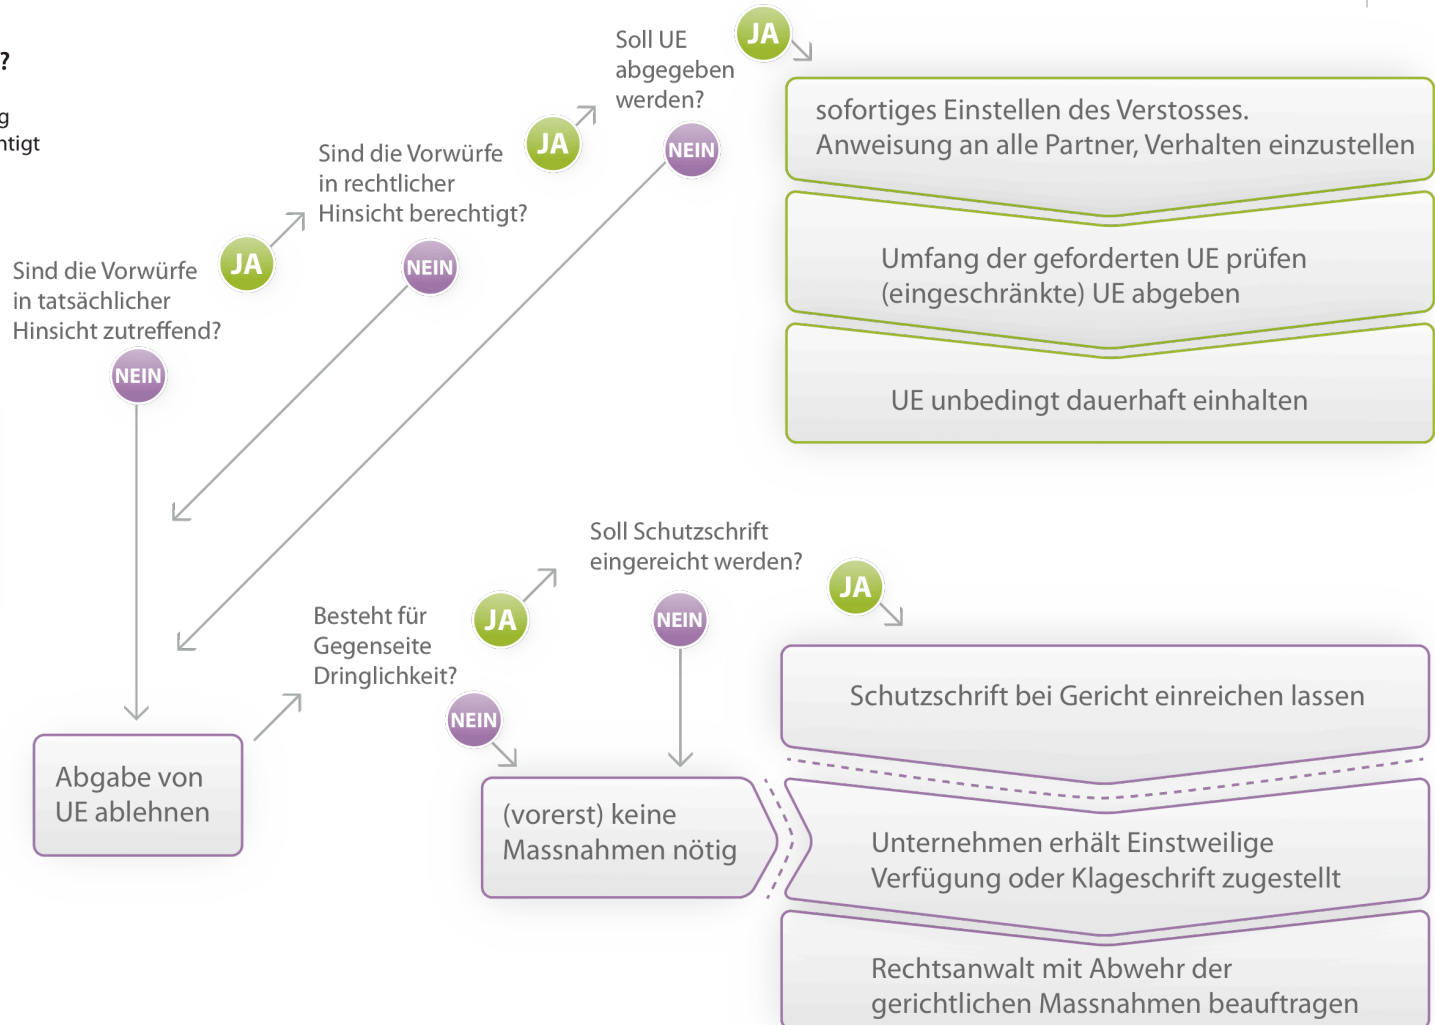 ?
g
htigt
Soll UE
abgegeben
werden?
JA
NEIN
sofortiges Einstellen des Verstosses.
Anweisung an alle Partner, Verhalten einzustellen
Sind die Vorwürfe
in rechtlicher
Hinsicht berechtigt?
JA
NEIN
Umfang der geforderten UE prüfen
(eingeschränkte) UE abgeben
Sind die Vorwürfe
in tatsächlicher
Hinsicht zutreffend?
JA
NEIN
UE unbedingt dauerhaft einhalten
Soll Schutzschrift
eingereicht werden?
JA
NEIN
Besteht für
Gegenseite
Dringlichkeit?
JA
NEIN
Schutzschrift bei Gericht einreichen lassen
Abgabe von
UE ablehnen
(vorerst) keine
Massnahmen nötig
Unternehmen erhält Einstweilige
Verfügung oder Klageschrift zugestellt
Rechtsanwalt mit Abwehr der
gerichtlichen Massnahmen beauftragen